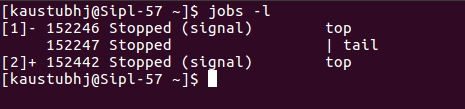 [kaustubhj@Sipl-57 ~]$ jobs -l
[1]- 152246 Stopped (signal)        top
     152247 Stopped                 | tail
[2]+ 152442 Stopped (signal)        top
[kaustubhj@Sipl-57 ~]$